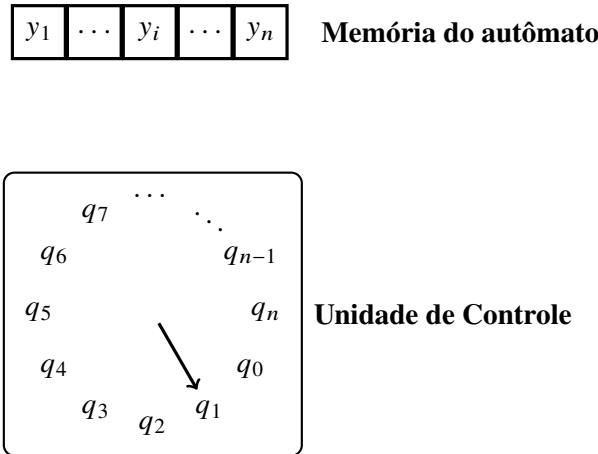 y₁ ⋯ yᵢ ⋯ yₙ Memória do autômato
⋯
q₇ ⋱
q₆ qₙ₋₁
q₅ qₙ Unidade de Controle
q₄ q₀
q₃ q₁
q₂